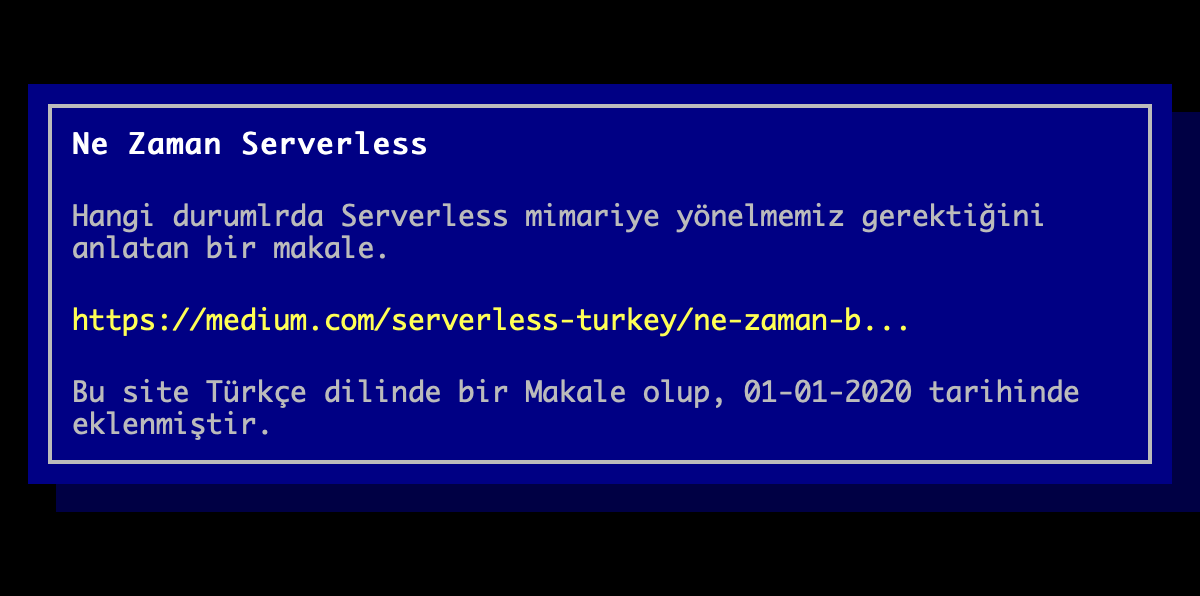 Ne Zaman Serverless
Hangi durumlrda Serverless mimariye yönelmemiz gerektiğini
anlatan bir makale.
https://medium.com/serverless-turkey/ne-zaman-b...
Bu site Türkçe dilinde bir Makale olup, 01-01-2020 tarihinde
eklenmiştir.